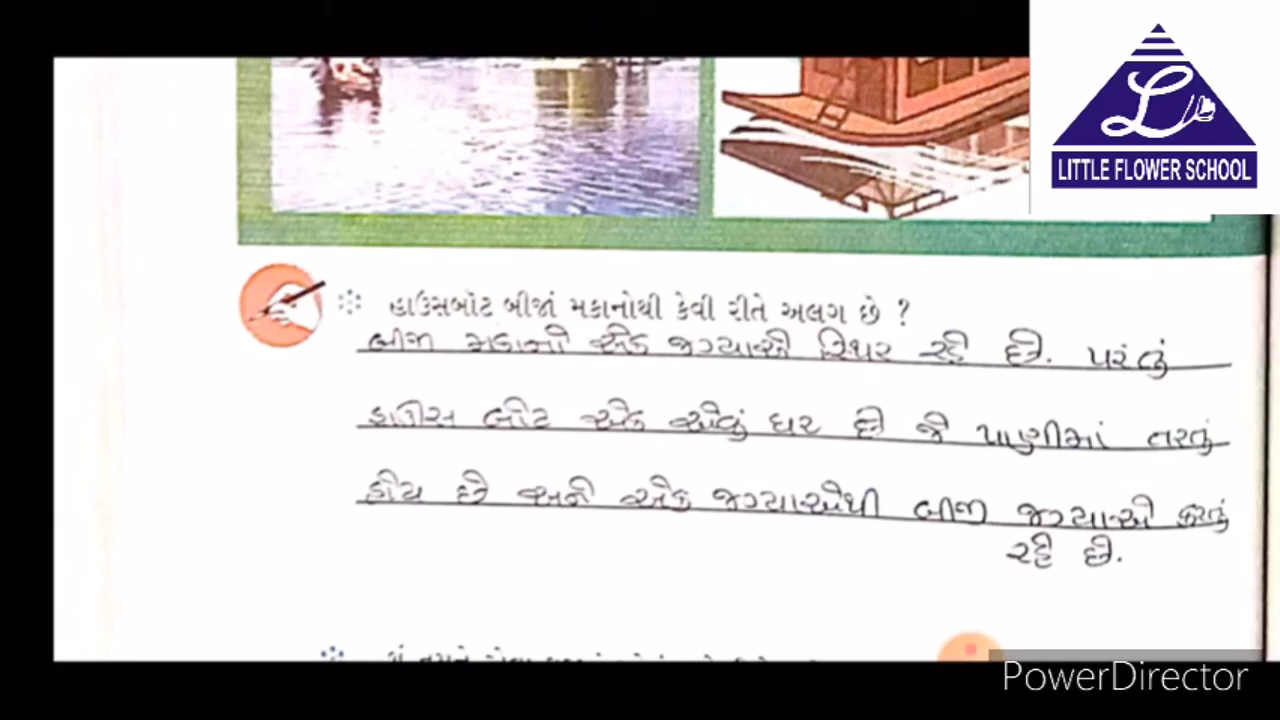 LITTLE FLOWER SCHOOL
હાઉસબૉટ બીજાં મકાનોથી કેવી રીતે અલગ છે ?
બીજા મકાનો એક જગ્યાએ સ્થિર રહે છે. પરંતુ
હાઉસ બોટ એક એવું ઘર છે જે પાણીમાં તરતું
હોય છે અને એક જગ્યાએથી બીજી જગ્યાએ ફરતું
રહે છે.
PowerDirector